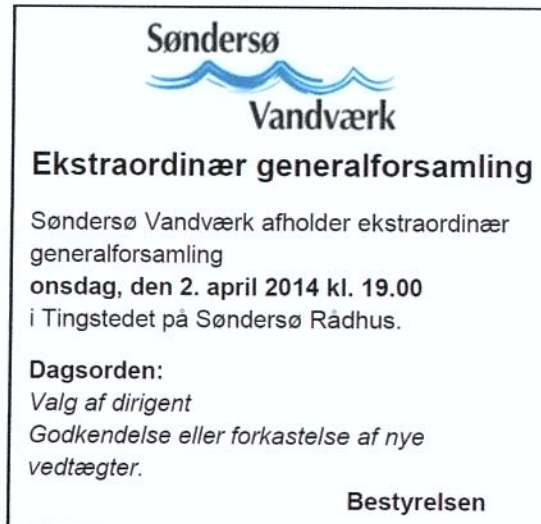 Søndersø
Vandværk
Ekstraordinær generalforsamling
Søndersø Vandværk afholder ekstraordinær
generalforsamling
onsdag, den 2. april 2014 kl. 19.00
i Tingstedet på Søndersø Rådhus.
Dagsorden:
Valg af dirigent
Godkendelse eller forkastelse af nye
vedtægter.
Bestyrelsen